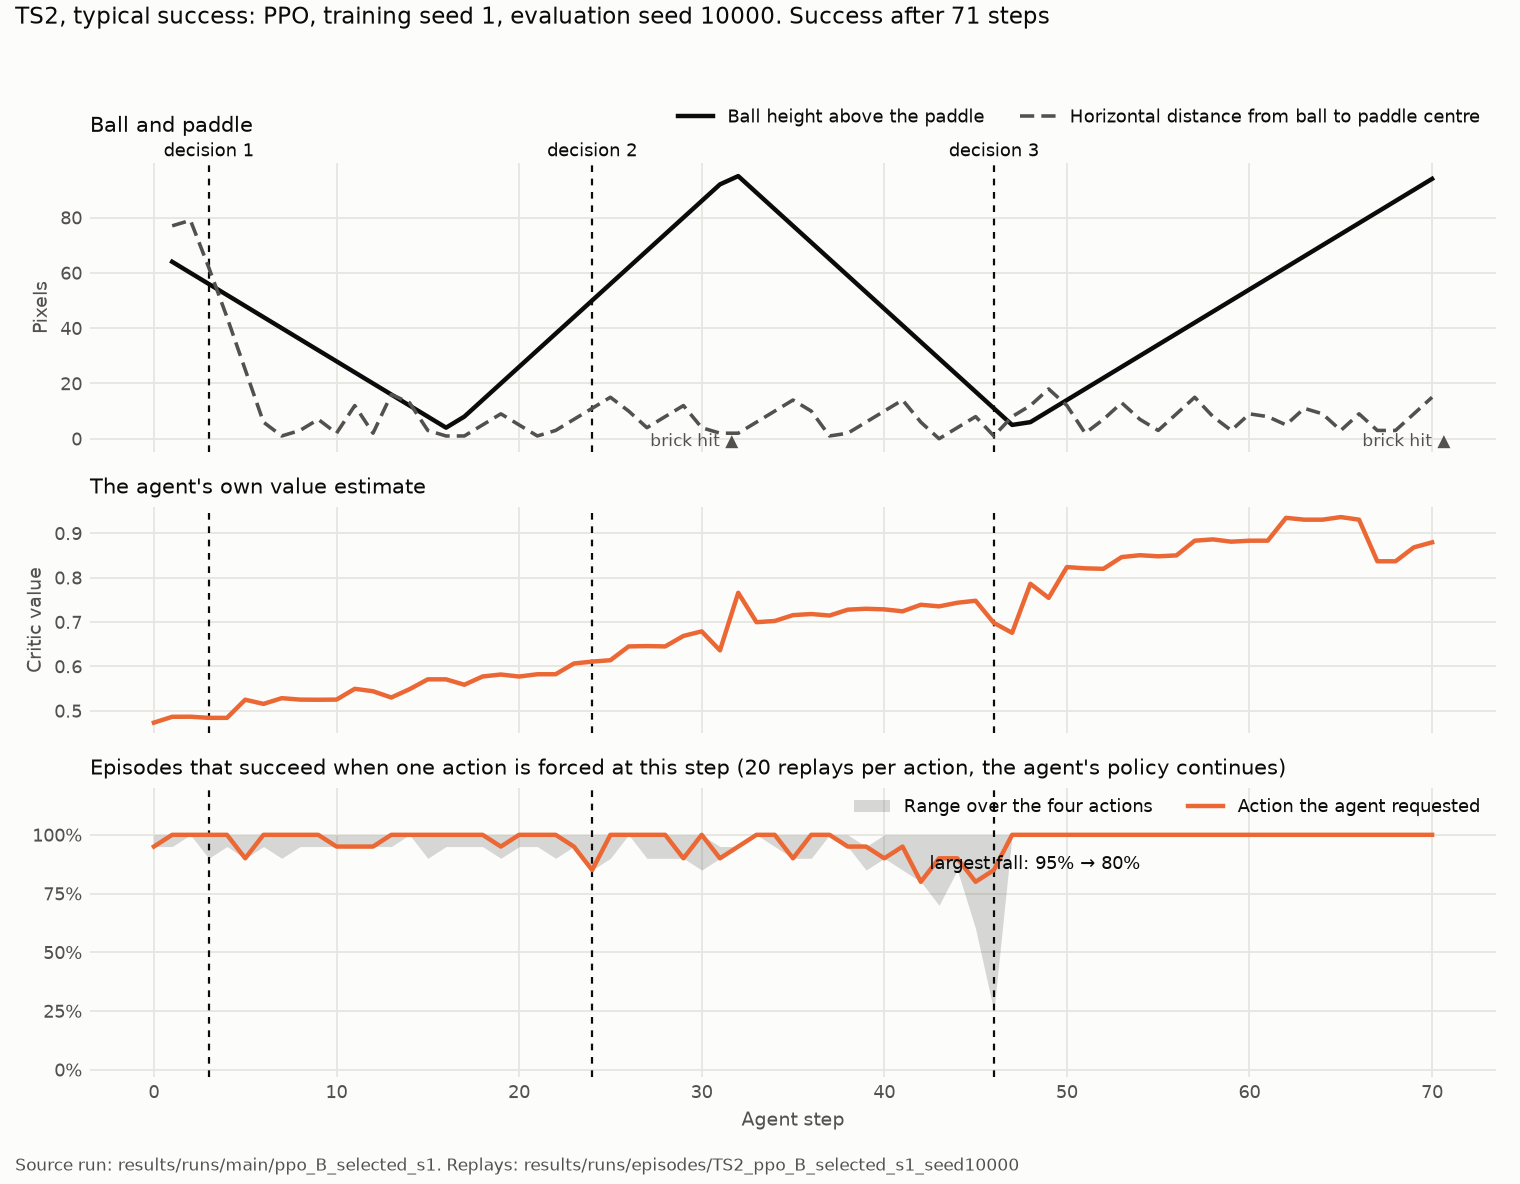 TS2, typical success: PPO, training seed 1, evaluation seed 10000. Success after 71 steps
Ball and paddle
Ball height above the paddle
Horizontal distance from ball to paddle centre
decision 1
decision 2
decision 3
80
60
40
20
0
Pixels
brick hit ▲
brick hit ▲
The agent's own value estimate
0.9
0.8
0.7
0.6
0.5
Critic value
Episodes that succeed when one action is forced at this step (20 replays per action, the agent's policy continues)
Range over the four actions
Action the agent requested
100%
75%
50%
25%
0%
largest fall: 95% → 80%
0 10 20 30 40 50 60 70
Agent step
Source run: results/runs/main/ppo_B_selected_s1. Replays: results/runs/episodes/TS2_ppo_B_selected_s1_seed10000